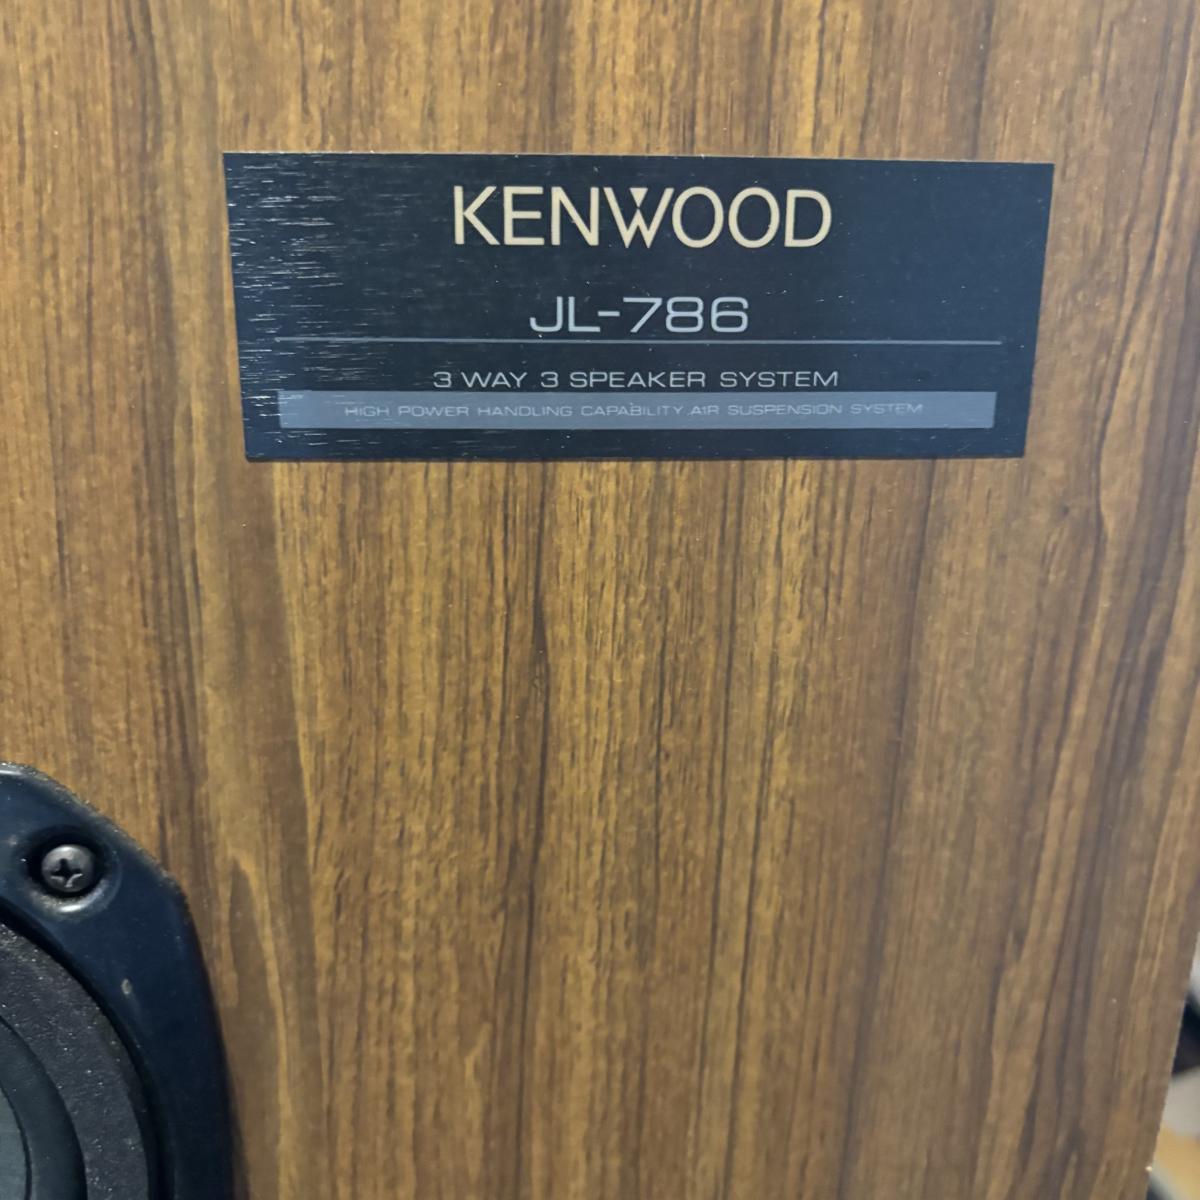 KENWOOD
JL-786
3 WAY 3 SPEAKER SYSTEM
HIGH POWER HANDLING CAPABILITY AIR SUSPENSION SYSTEM